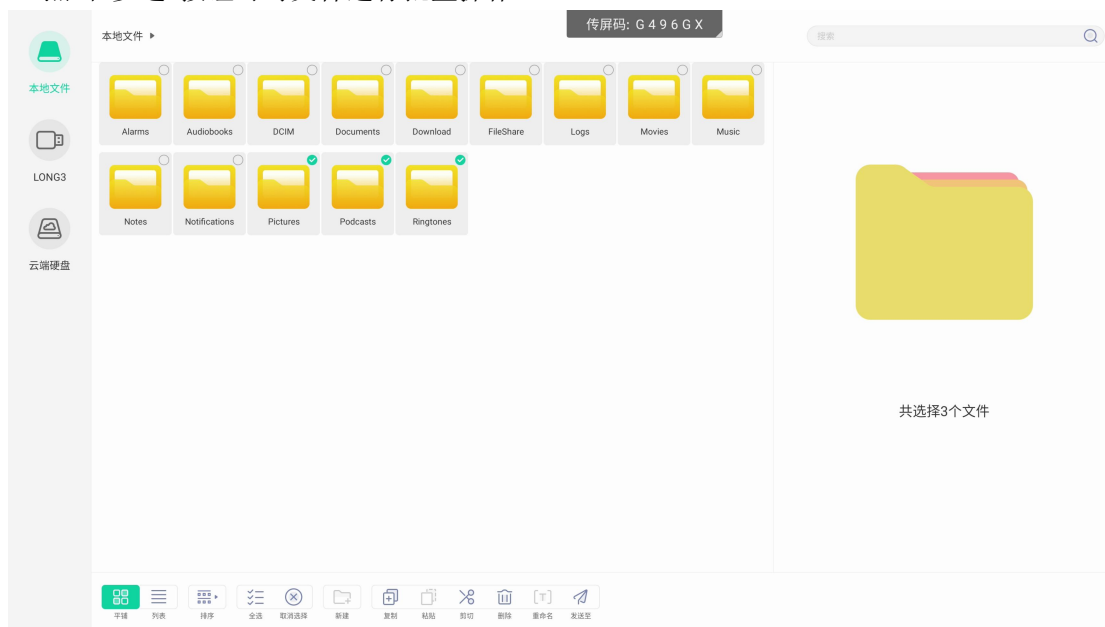 本地文件
传屏码: G 4 9 6 G X
搜索
本地文件
LONG3
云端硬盘
Alarms
Audiobooks
DCIM
Documents
Download
FileShare
Logs
Movies
Music
Notes
Notifications
Pictures
Podcasts
Ringtones
共选择3个文件
平铺
列表
排序
全选
取消选择
新建
复制
粘贴
剪切
删除
重命名
发送至